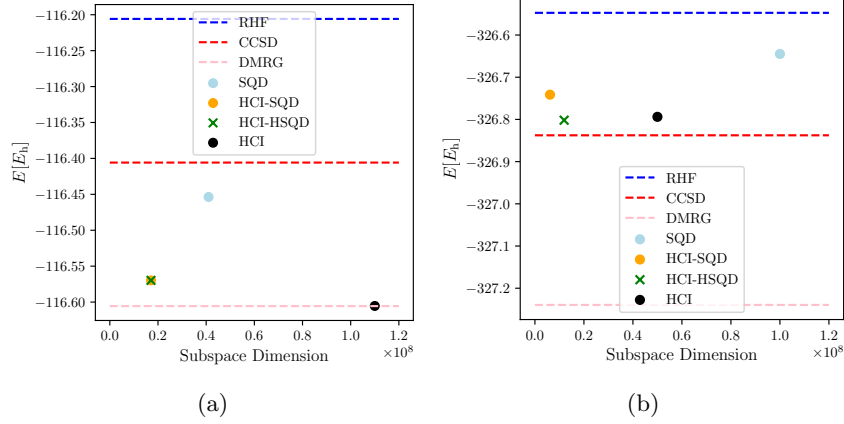 −116.20
−116.25
−116.30
−116.35
−116.40
−116.45
−116.50
−116.55
−116.60
E[E_h]
RHF
CCSD
DMRG
SQD
HCI-SQD
HCI-HSQD
HCI
0.0 0.2 0.4 0.6 0.8 1.0 1.2
×10^8
Subspace Dimension
(a)
−326.6
−326.7
−326.8
−326.9
−327.0
−327.1
−327.2
E[E_h]
RHF
CCSD
DMRG
SQD
HCI-SQD
HCI-HSQD
HCI
0.0 0.2 0.4 0.6 0.8 1.0 1.2
×10^8
Subspace Dimension
(b)